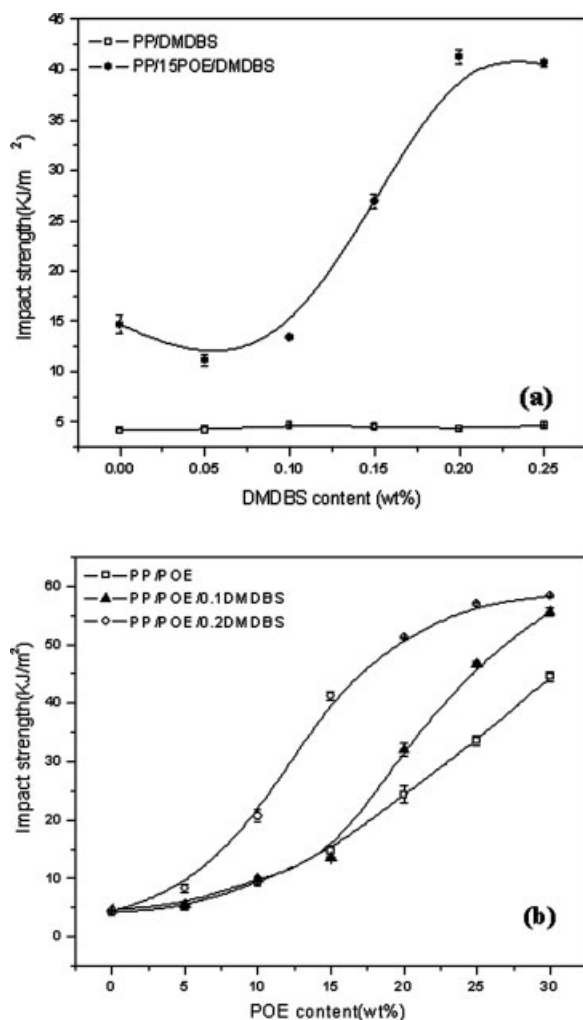 45
40
35
30
25
20
15
10
5
Impact strength(KJ/m ²)
PP/DMDBS
PP/15POE/DMDBS
(a)
0.00 0.05 0.10 0.15 0.20 0.25
DMDBS content (wt%)
60
50
40
30
20
10
0
Impact strength(KJ/m²)
PP/POE
PP/POE/0.1DMDBS
PP/POE/0.2DMDBS
(b)
0 5 10 15 20 25 30
POE content(wt%)